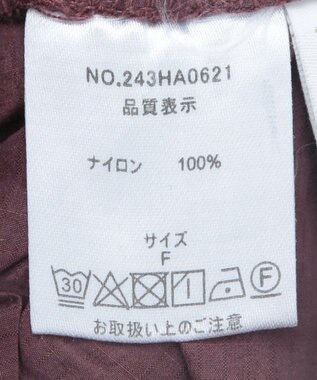 NO.243HA0621
品質表示
ナイロン 100%
サイズ
F
30 F
お取扱い上のご注意